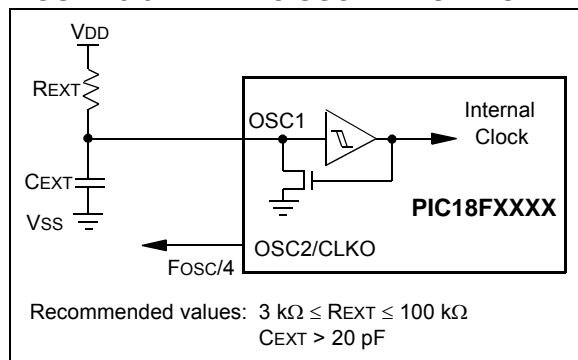 VDD
REXT
OSC1
Internal
Clock
CEXT
PIC18FXXXX
VSS
OSC2/CLKO
FOSC/4
Recommended values: 3 kΩ ≤ REXT ≤ 100 kΩ
CEXT > 20 pF